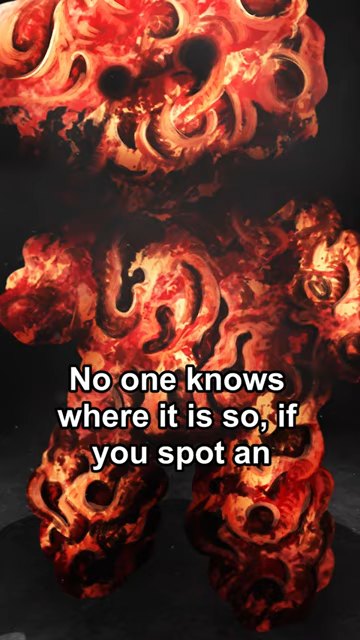 No one knows
where it is so, if
you spot an